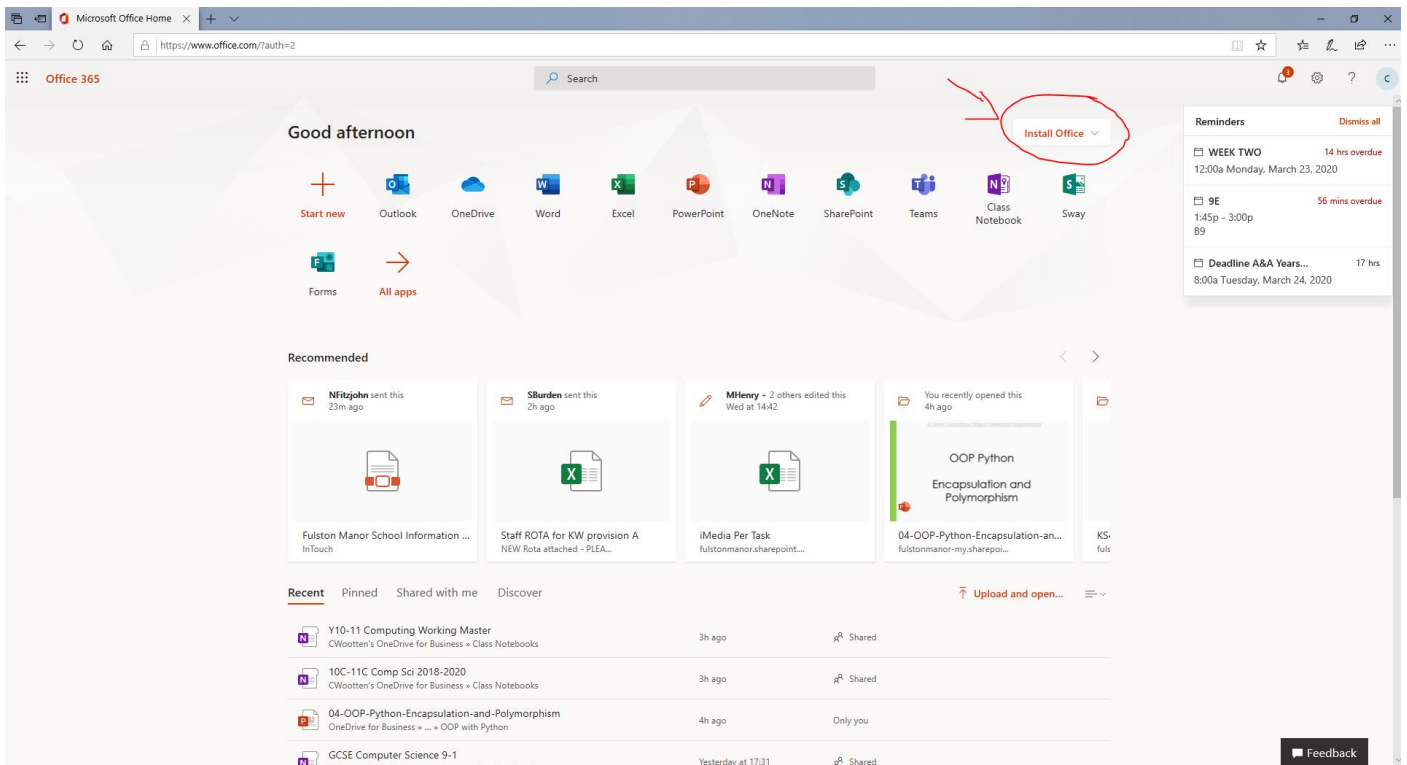 Microsoft Office Home
https://www.office.com/?auth=2
Office 365
Search
3
?
C
Good afternoon
Install Office
Start new
Outlook
OneDrive
Word
Excel
PowerPoint
OneNote
SharePoint
Teams
Class
Notebook
Sway
Forms
All apps
Reminders
Dismiss all
WEEK TWO
14 hrs overdue
12:00a Monday, March 23, 2020
9E
56 mins overdue
1:45p - 3:00p
B9
Deadline A&A Years...
17 hrs
8:00a Tuesday, March 24, 2020
Recommended
NFitzjohn sent this
23m ago
Fulston Manor School Information ...
InTouch
SBurden sent this
2h ago
Staff ROTA for KW provision A
NEW Rota attached - PLEA...
MHenry + 2 others edited this
Wed at 14:42
iMedia Per Task
fulstonmanor.sharepoint....
You recently opened this
4h ago
OOP Python
Encapsulation and
Polymorphism
04-OOP-Python-Encapsulation-an...
fulstonmanor-my.sharepoi...
KS
fuls
Recent Pinned Shared with me Discover
Upload and open...
Y10-11 Computing Working Master
CWootten's OneDrive for Business » Class Notebooks
3h ago
Shared
10C-11C Comp Sci 2018-2020
CWootten's OneDrive for Business » Class Notebooks
3h ago
Shared
04-OOP-Python-Encapsulation-and-Polymorphism
OneDrive for Business » ... » OOP with Python
4h ago
Only you
GCSE Computer Science 9-1
Yesterday at 17:31
Shared
Feedback